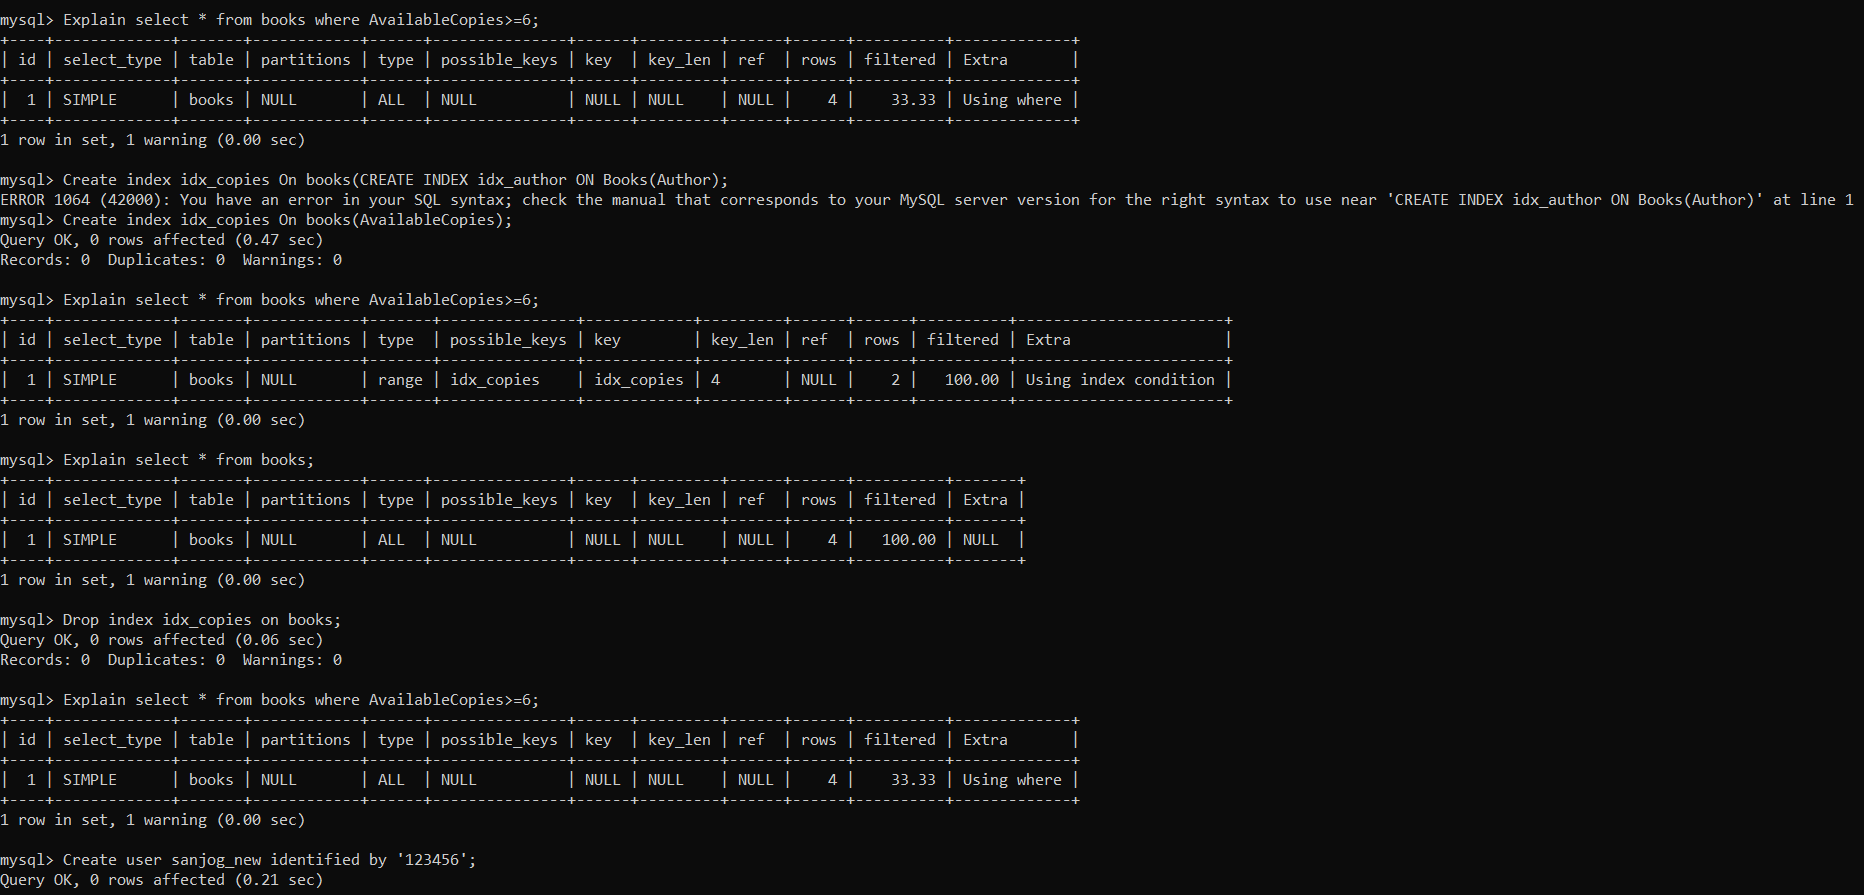 mysql> Explain select * from books where AvailableCopies>=6;
+----+-------------+-------+------------+------+---------------+------+---------+------+------+----------+-------------+
| id | select_type | table | partitions | type | possible_keys | key  | key_len | ref  | rows | filtered | Extra       |
+----+-------------+-------+------------+------+---------------+------+---------+------+------+----------+-------------+
|  1 | SIMPLE      | books | NULL       | ALL  | NULL          | NULL | NULL    | NULL |    4 |    33.33 | Using where |
+----+-------------+-------+------------+------+---------------+------+---------+------+------+----------+-------------+
1 row in set, 1 warning (0.00 sec)

mysql> Create index idx_copies On books(CREATE INDEX idx_author ON Books(Author);
ERROR 1064 (42000): You have an error in your SQL syntax; check the manual that corresponds to your MySQL server version for the right syntax to use near 'CREATE INDEX idx_author ON Books(Author)' at line 1
mysql> Create index idx_copies On books(AvailableCopies);
Query OK, 0 rows affected (0.47 sec)
Records: 0  Duplicates: 0  Warnings: 0

mysql> Explain select * from books where AvailableCopies>=6;
+----+-------------+-------+------------+-------+---------------+------------+---------+------+------+----------+-----------------------+
| id | select_type | table | partitions | type  | possible_keys | key        | key_len | ref  | rows | filtered | Extra                 |
+----+-------------+-------+------------+-------+---------------+------------+---------+------+------+----------+-----------------------+
|  1 | SIMPLE      | books | NULL       | range | idx_copies    | idx_copies | 4       | NULL |    2 |   100.00 | Using index condition |
+----+-------------+-------+------------+-------+---------------+------------+---------+------+------+----------+-----------------------+
1 row in set, 1 warning (0.00 sec)

mysql> Explain select * from books;
+----+-------------+-------+------------+------+---------------+------+---------+------+------+----------+-------+
| id | select_type | table | partitions | type | possible_keys | key  | key_len | ref  | rows | filtered | Extra |
+----+-------------+-------+------------+------+---------------+------+---------+------+------+----------+-------+
|  1 | SIMPLE      | books | NULL       | ALL  | NULL          | NULL | NULL    | NULL |    4 |   100.00 | NULL  |
+----+-------------+-------+------------+------+---------------+------+---------+------+------+----------+-------+
1 row in set, 1 warning (0.00 sec)

mysql> Drop index idx_copies on books;
Query OK, 0 rows affected (0.06 sec)
Records: 0  Duplicates: 0  Warnings: 0

mysql> Explain select * from books where AvailableCopies>=6;
+----+-------------+-------+------------+------+---------------+------+---------+------+------+----------+-------------+
| id | select_type | table | partitions | type | possible_keys | key  | key_len | ref  | rows | filtered | Extra       |
+----+-------------+-------+------------+------+---------------+------+---------+------+------+----------+-------------+
|  1 | SIMPLE      | books | NULL       | ALL  | NULL          | NULL | NULL    | NULL |    4 |    33.33 | Using where |
+----+-------------+-------+------------+------+---------------+------+---------+------+------+----------+-------------+
1 row in set, 1 warning (0.00 sec)

mysql> Create user sanjog_new identified by '123456';
Query OK, 0 rows affected (0.21 sec)